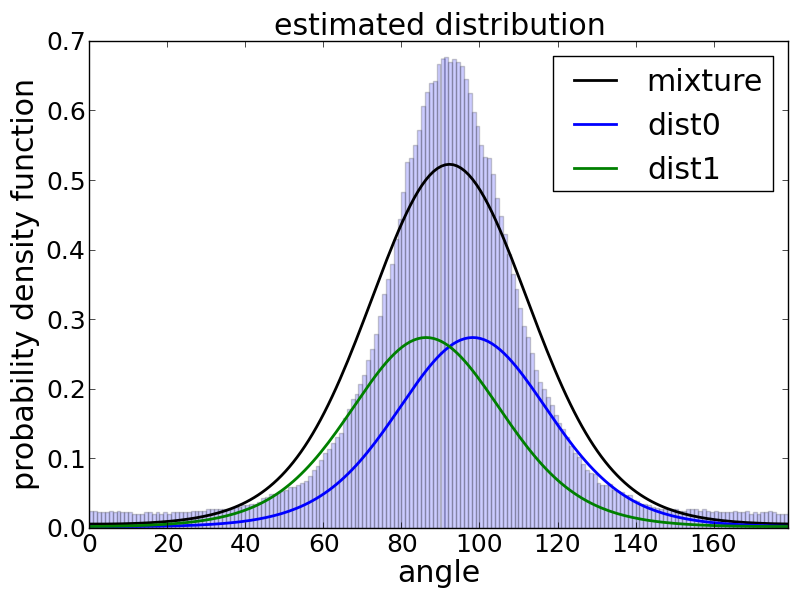 estimated distribution
probability density function
0.7
0.6
0.5
0.4
0.3
0.2
0.1
0.0
0 20 40 60 80 100 120 140 160
angle
mixture
dist0
dist1